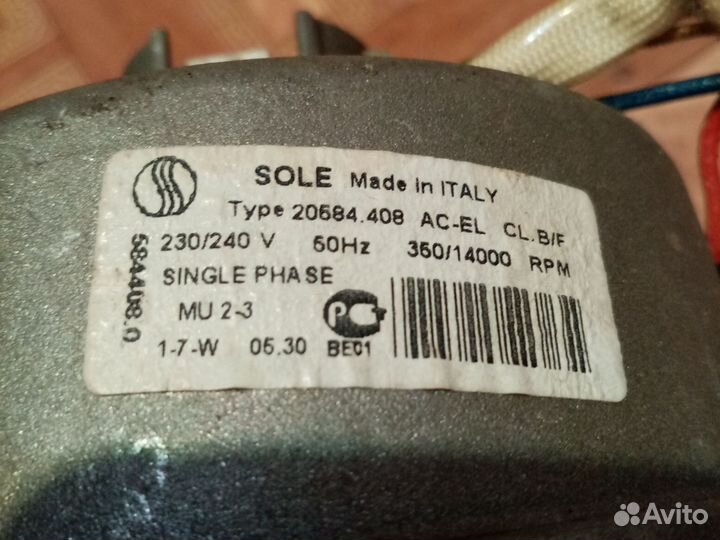 SOLE Made in ITALY
Type 20584.408 AC-EL CL.B/F
230/240 V 50Hz 350/14000 RPM
SINGLE PHASE
MU 2-3
1-7-W 05.30 BE01
584408.0
Avito